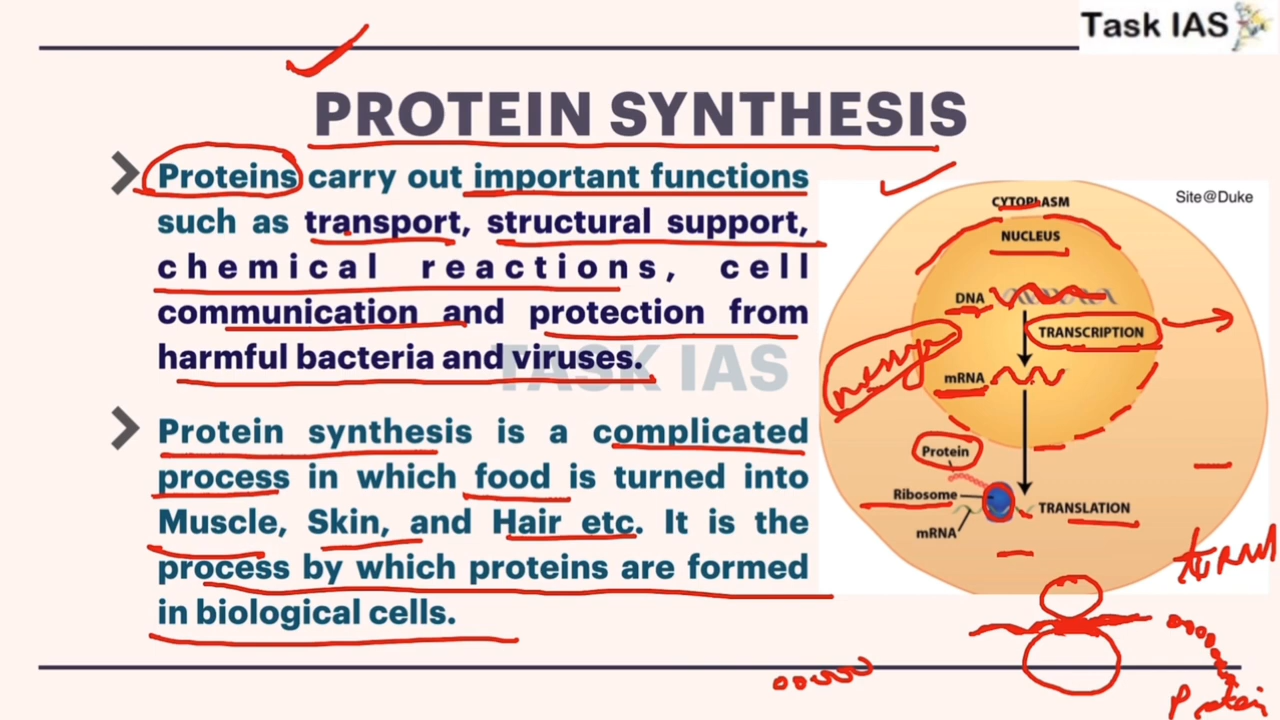 Task IAS
PROTEIN SYNTHESIS
Proteins carry out important functions
such as transport, structural support,
chemical reactions, cell
communication and protection from
harmful bacteria and viruses.
TASK IAS
Protein synthesis is a complicated
process in which food is turned into
Muscle, Skin, and Hair etc. It is the
process by which proteins are formed
in biological cells.
Site@Duke
CYTOPLASM
NUCLEUS
DNA
TRANSCRIPTION
mRNA
Protein
Ribosome
TRANSLATION
mRNA
Protein